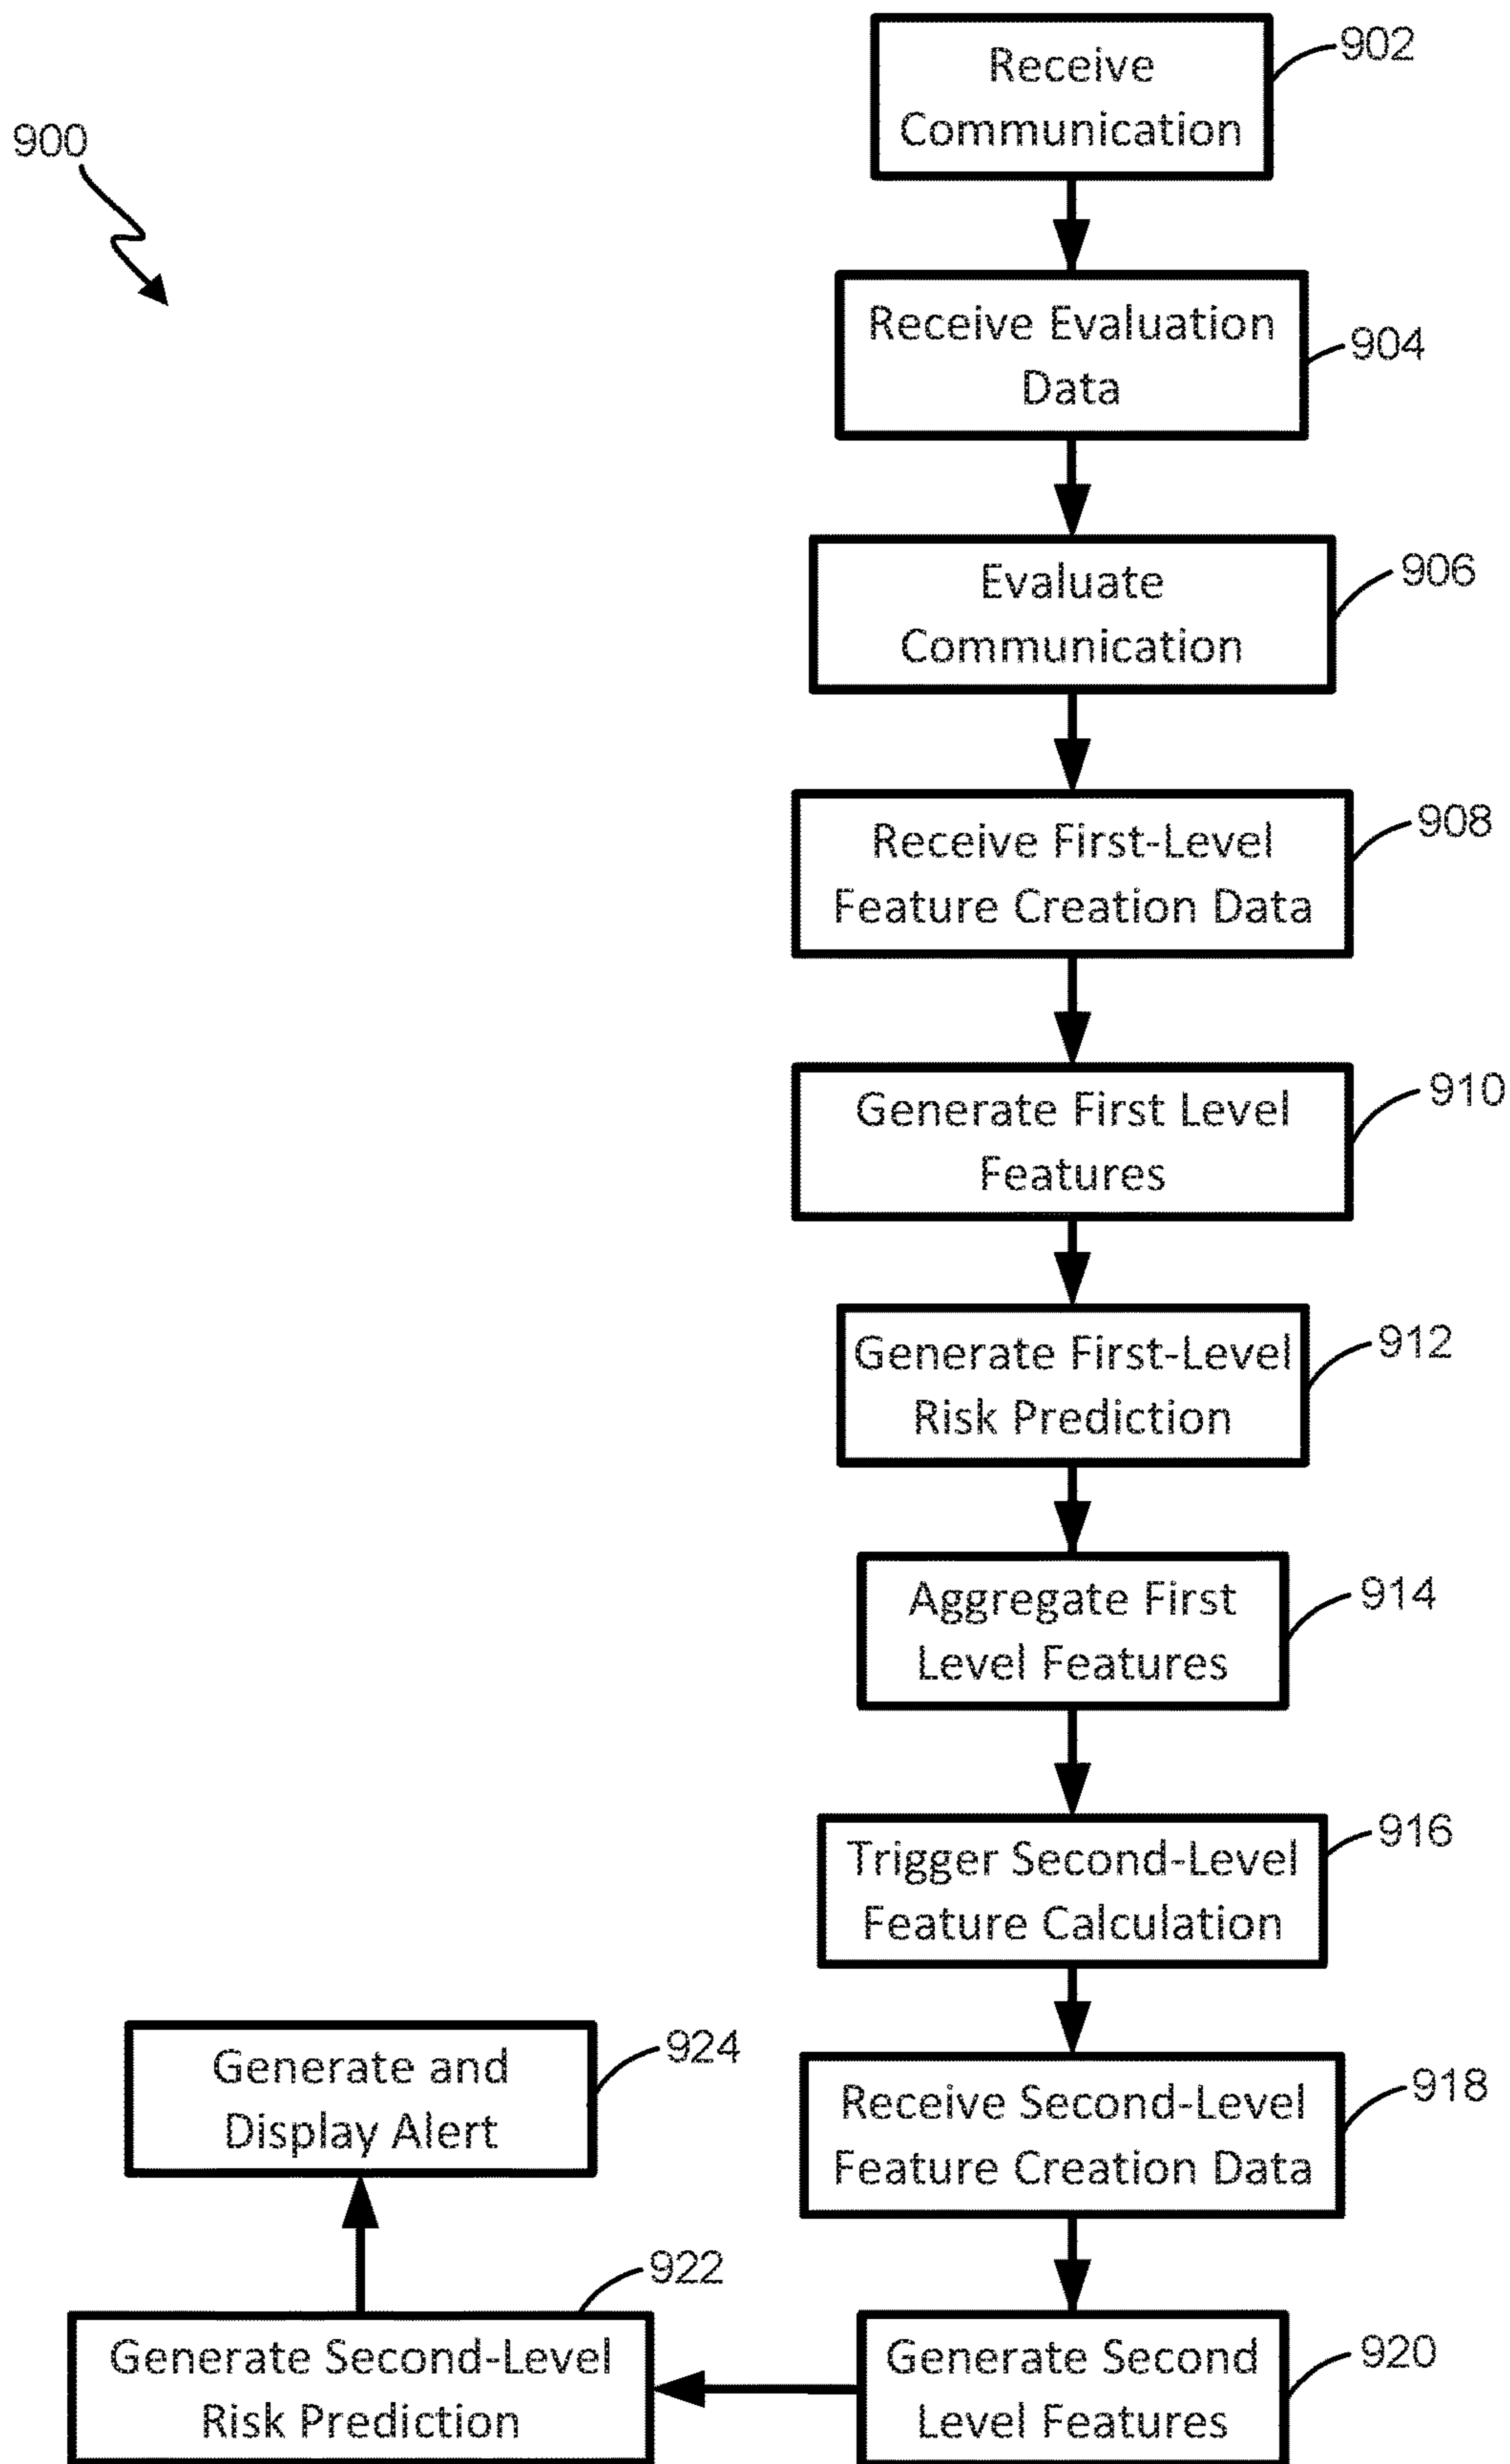 900
Receive
Communication
902
Receive Evaluation
Data
904
Evaluate
Communication
906
Receive First-Level
Feature Creation Data
908
Generate First Level
Features
910
Generate First-Level
Risk Prediction
912
Aggregate First
Level Features
914
Trigger Second-Level
Feature Calculation
916
Receive Second-Level
Feature Creation Data
918
Generate Second
Level Features
920
Generate Second-Level
Risk Prediction
922
Generate and
Display Alert
924